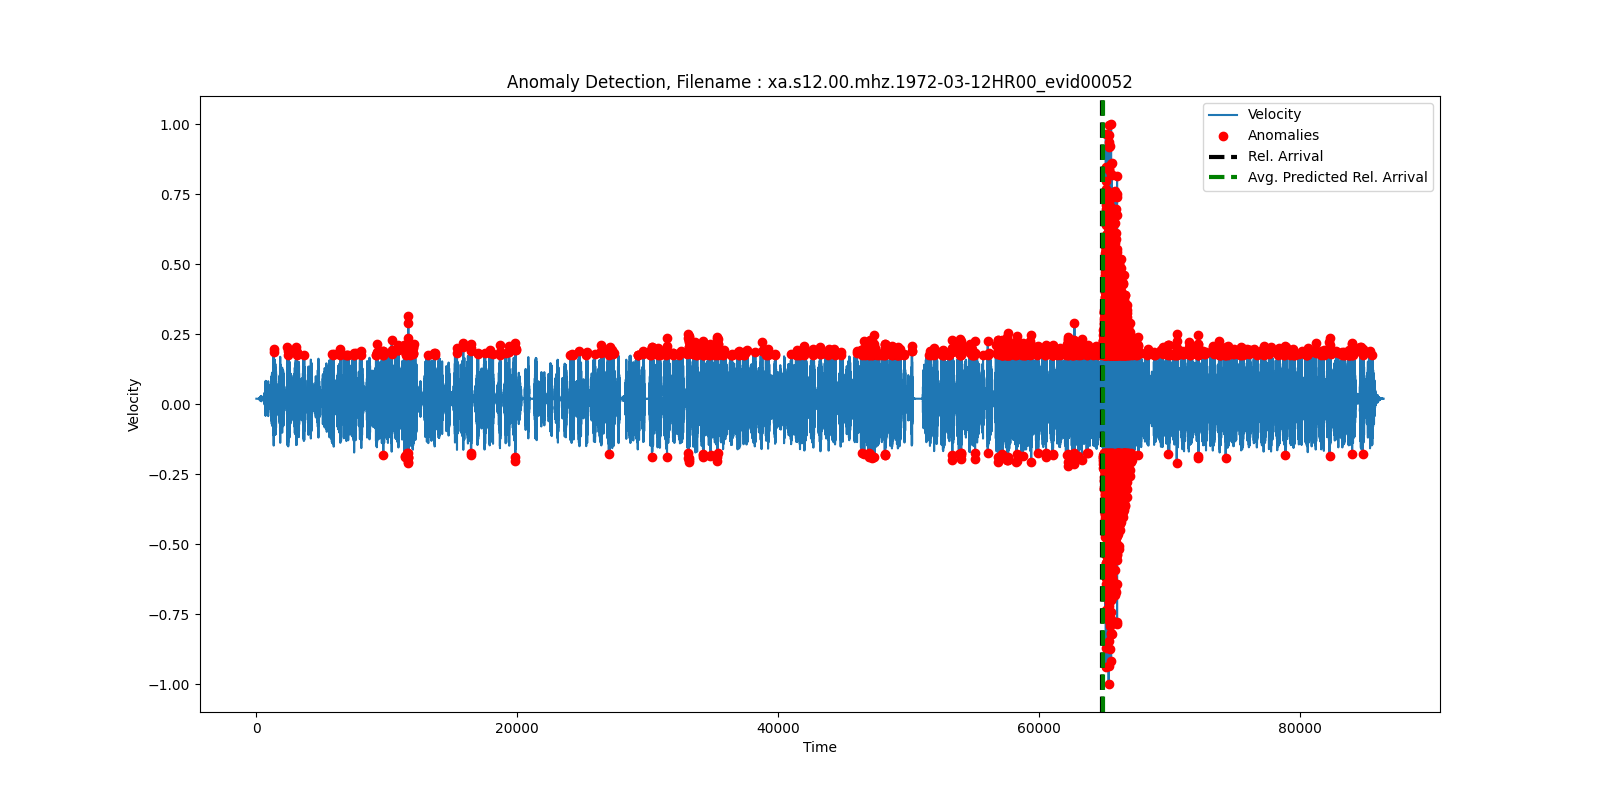 Anomaly Detection, Filename : xa.s12.00.mhz.1972-03-12HR00_evid00052
Velocity
Anomalies
Rel. Arrival
Avg. Predicted Rel. Arrival
1.00
0.75
0.50
0.25
0.00
−0.25
−0.50
−0.75
−1.00
Velocity
0
20000
40000
60000
80000
Time